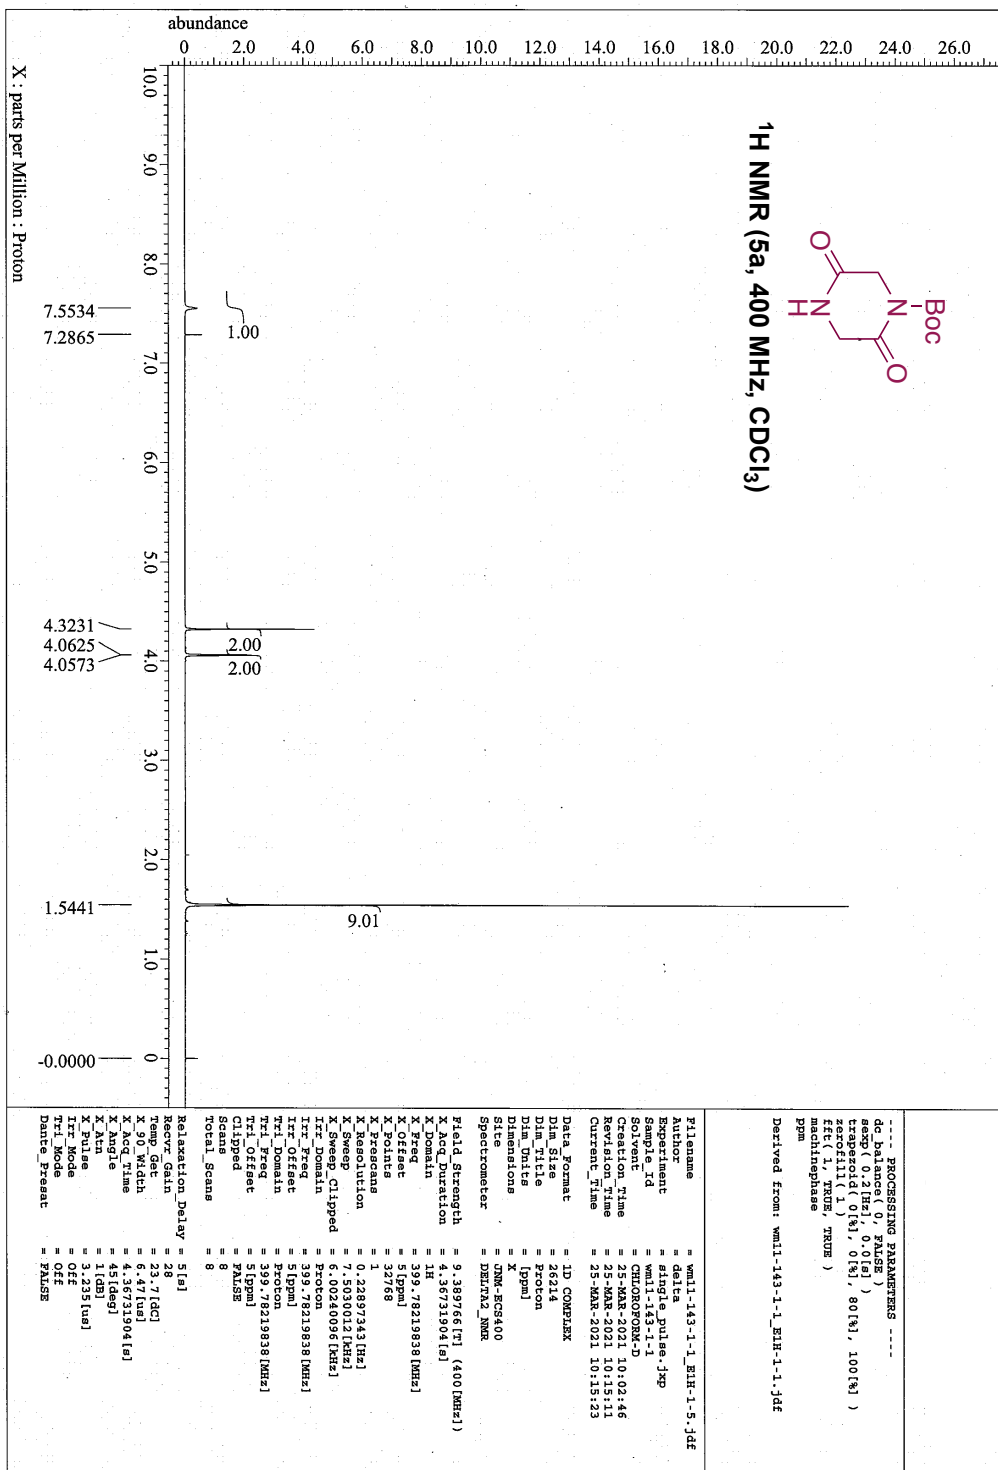 abundance
0 2.0 4.0 6.0 8.0 10.0 12.0 14.0 16.0 18.0 20.0 22.0 24.0 26.0
10.0 9.0 8.0 7.0 6.0 5.0 4.0 3.0 2.0 1.0 0
X : parts per Million : Proton
¹H NMR (5a, 400 MHz, CDCl₃)
O
N
H
N
Boc
O
7.5534
7.2865
4.3231
4.0625
4.0573
1.5441
-0.0000
1.00
2.00
2.00
9.01
---- PROCESSING PARAMETERS ----
dc_balance( 0, FALSE )
sexp( 0.2[Hz], 0.0[s] )
trapezoid( 0[%], 0[%], 80[%], 100[%] )
zerofill( 1 )
fft( 1, TRUE, TRUE )
machinephase
ppm
Derived from: wml1-143-1-1_E1H-1-1.jdf
Filename = wml1-143-1-1_E1H-1-5.jdf
Author = delta
Experiment = single_pulse.jxp
Sample_Id = wml1-143-1-1
Solvent = CHLOROFORM-D
Creation_Time = 25-MAR-2021 10:02:46
Revision_Time = 25-MAR-2021 10:15:11
Current_Time = 25-MAR-2021 10:15:23
Data_Format = 1D COMPLEX
Dim_Size = 26214
Dim_Title = Proton
Dim_Units = [ppm]
Dimensions = X
Site = JNM-ECS400
Spectrometer = DELTA2_NMR
Field_Strength = 9.389766[T] (400[MHz])
X_Acq_Duration = 4.36731904[s]
X_Domain = 1H
X_Freq = 399.78219838[MHz]
X_Offset = 5[ppm]
X_Points = 32768
X_Prescans = 1
X_Resolution = 0.22897343[Hz]
X_Sweep = 7.5030012[kHz]
X_Sweep_Clipped = 6.00240096[kHz]
Irr_Domain = Proton
Irr_Freq = 399.78219838[MHz]
Irr_Offset = 5[ppm]
Tri_Domain = Proton
Tri_Freq = 399.78219838[MHz]
Tri_Offset = 5[ppm]
Clipped = FALSE
Scans = 8
Total_Scans = 8
Relaxation_Delay = 5[s]
Recvr_Gain = 28
Temp_Get = 23.7[dC]
X_90_Width = 6.47[us]
X_Acq_Time = 4.36731904[s]
X_Angle = 45[deg]
X_Atn = 1[dB]
X_Pulse = 3.235[us]
Irr_Mode = Off
Tri_Mode = Off
Dante_Presat = FALSE